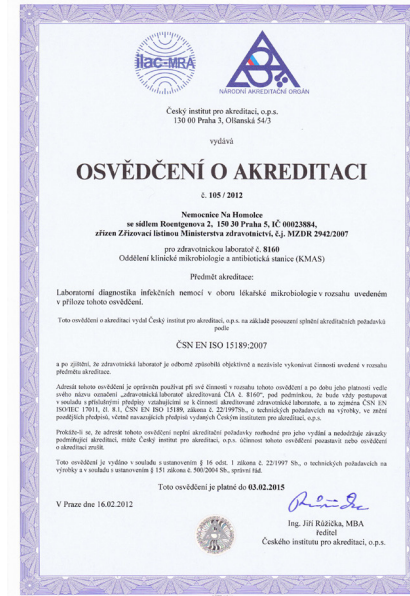 ilac-MRA
NÁRODNÍ AKREDITAČNÍ ORGÁN
Český institut pro akreditaci, o.p.s.
130 00 Praha 3, Olšanská 54/3
vydává
OSVĚDČENÍ O AKREDITACI
č. 105 / 2012
Nemocnice Na Homolce
se sídlem Roentgenova 2, 150 30 Praha 5, IČ 00023884,
zřízen Zřizovací listinou Ministerstva zdravotnictví, č.j. MZDR 2942/2007
pro zdravotnickou laboratoř č. 8160
Oddělení klinické mikrobiologie a antibiotická stanice (KMAS)
Předmět akreditace:
Laboratorní diagnostika infekčních nemocí v oboru lékařské mikrobiologie v rozsahu uvedeném
v příloze tohoto osvědčení.
Toto osvědčení o akreditaci vydal Český institut pro akreditaci, o.p.s. na základě posouzení splnění akreditačních požadavků
podle
ČSN EN ISO 15189:2007
a po zjištění, že zdravotnická laboratoř je odborně způsobilá objektivně a nezávisle vykonávat činnosti uvedené v rozsahu
předmětu akreditace.
Adresát tohoto osvědčení je oprávněn používat při své činnosti v rozsahu tohoto osvědčení a po dobu jeho platnosti vedle
svého názvu označení „zdravotnická laboratoř akreditovaná ČIA č. 8160“, pod podmínkou, že bude vždy postupovat
v souladu s příslušnými předpisy vztahujícími se k činnosti akreditované zdravotnické laboratoře, a to zejména ČSN EN
ISO/IEC 17011, čl. 8.1, ČSN EN ISO 15189, zákona č. 22/1997Sb., o technických požadavcích na výrobky, ve znění
pozdějších předpisů, včetně navazujících předpisů vydaných Českým institutem pro akreditaci, o.p.s.
Prokáže-li se, že adresát tohoto osvědčení neplní akreditační požadavky rozhodné pro jeho vydání a nedodržuje závazky
podmiňující akreditaci, může Český institut pro akreditaci, o.p.s. účinnost tohoto osvědčení pozastavit nebo osvědčení
o akreditaci zrušit.
Toto osvědčení je vydáno v souladu s ustanovením § 16 odst. 1 zákona č. 22/1997 Sb., o technických požadavcích na
výrobky a v souladu s ustanovením § 151 zákona č. 500/2004 Sb., správní řád.
Toto osvědčení je platné do 03.02.2015
V Praze dne 16.02.2012
Ing. Jiří Růžička, MBA
ředitel
Českého institutu pro akreditaci, o.p.s.